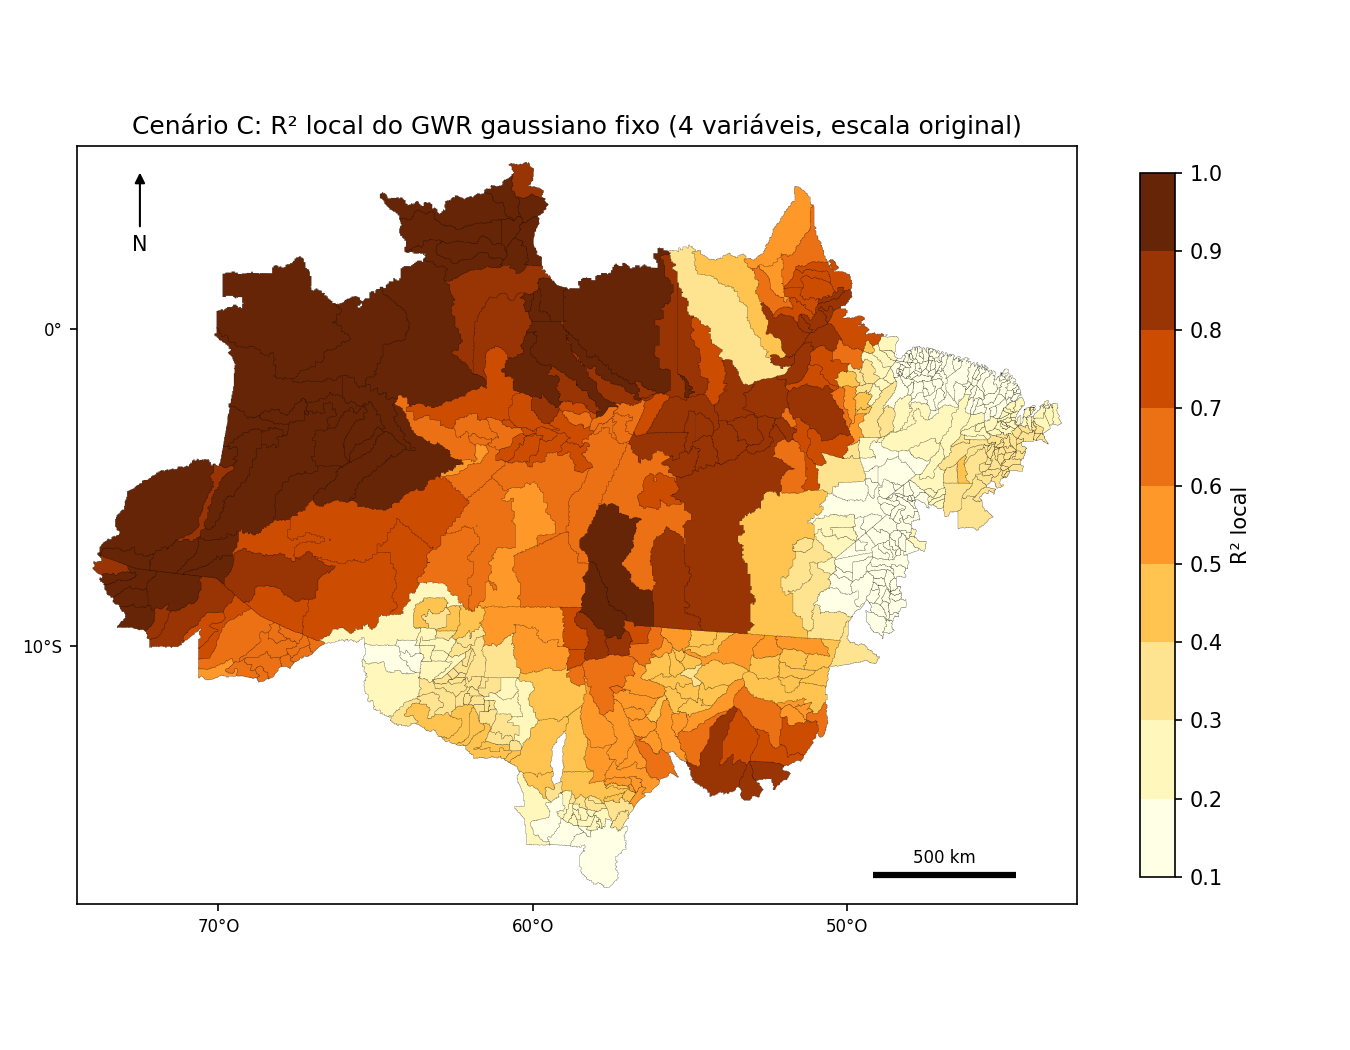 Cenário C: R² local do GWR gaussiano fixo (4 variáveis, escala original)
N
0°
10°S
70°O
60°O
50°O
500 km
1.0
0.9
0.8
0.7
0.6
0.5
0.4
0.3
0.2
0.1
R² local